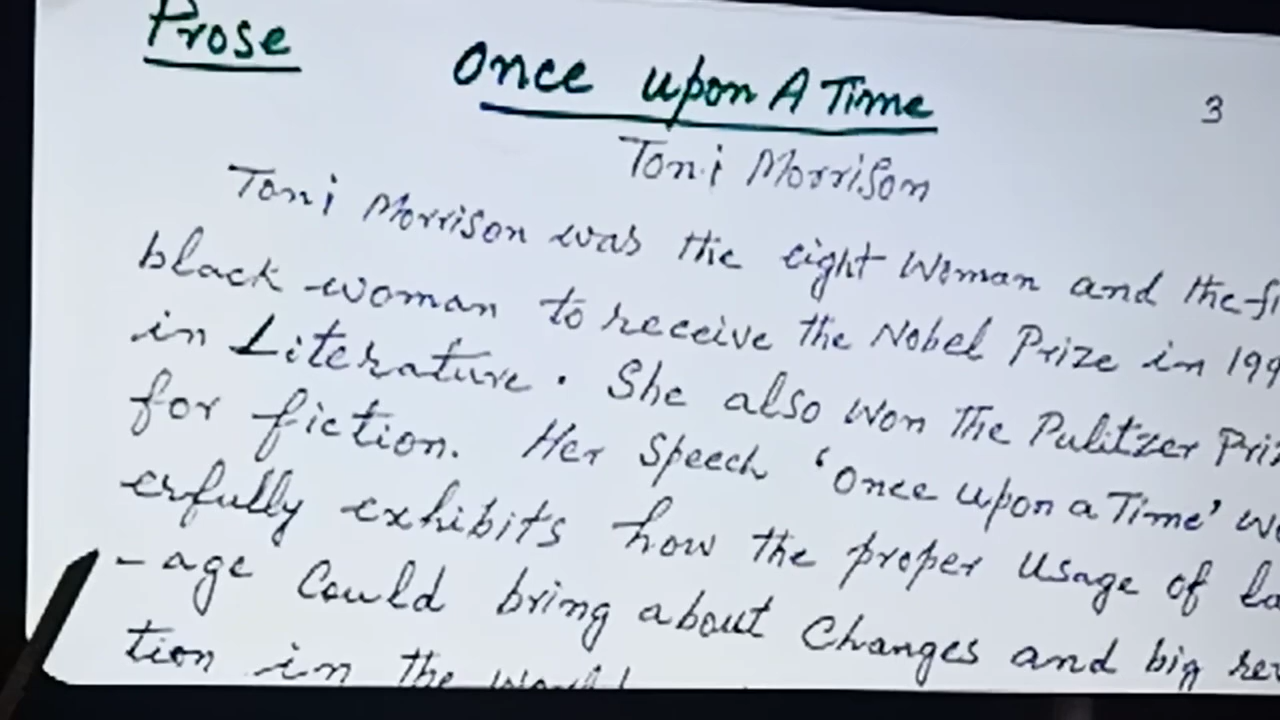 Prose
Once upon A Time
3
Toni Morrison
Toni Morrison was the eight Woman and the
black woman to receive the Nobel Prize in 199
in Literature. She also won The Pulitzer
for fiction. Her Speech 'Once upon a Time'
erfully exhibits how the proper usage of
-age Could bring about Changes and big
tion in the